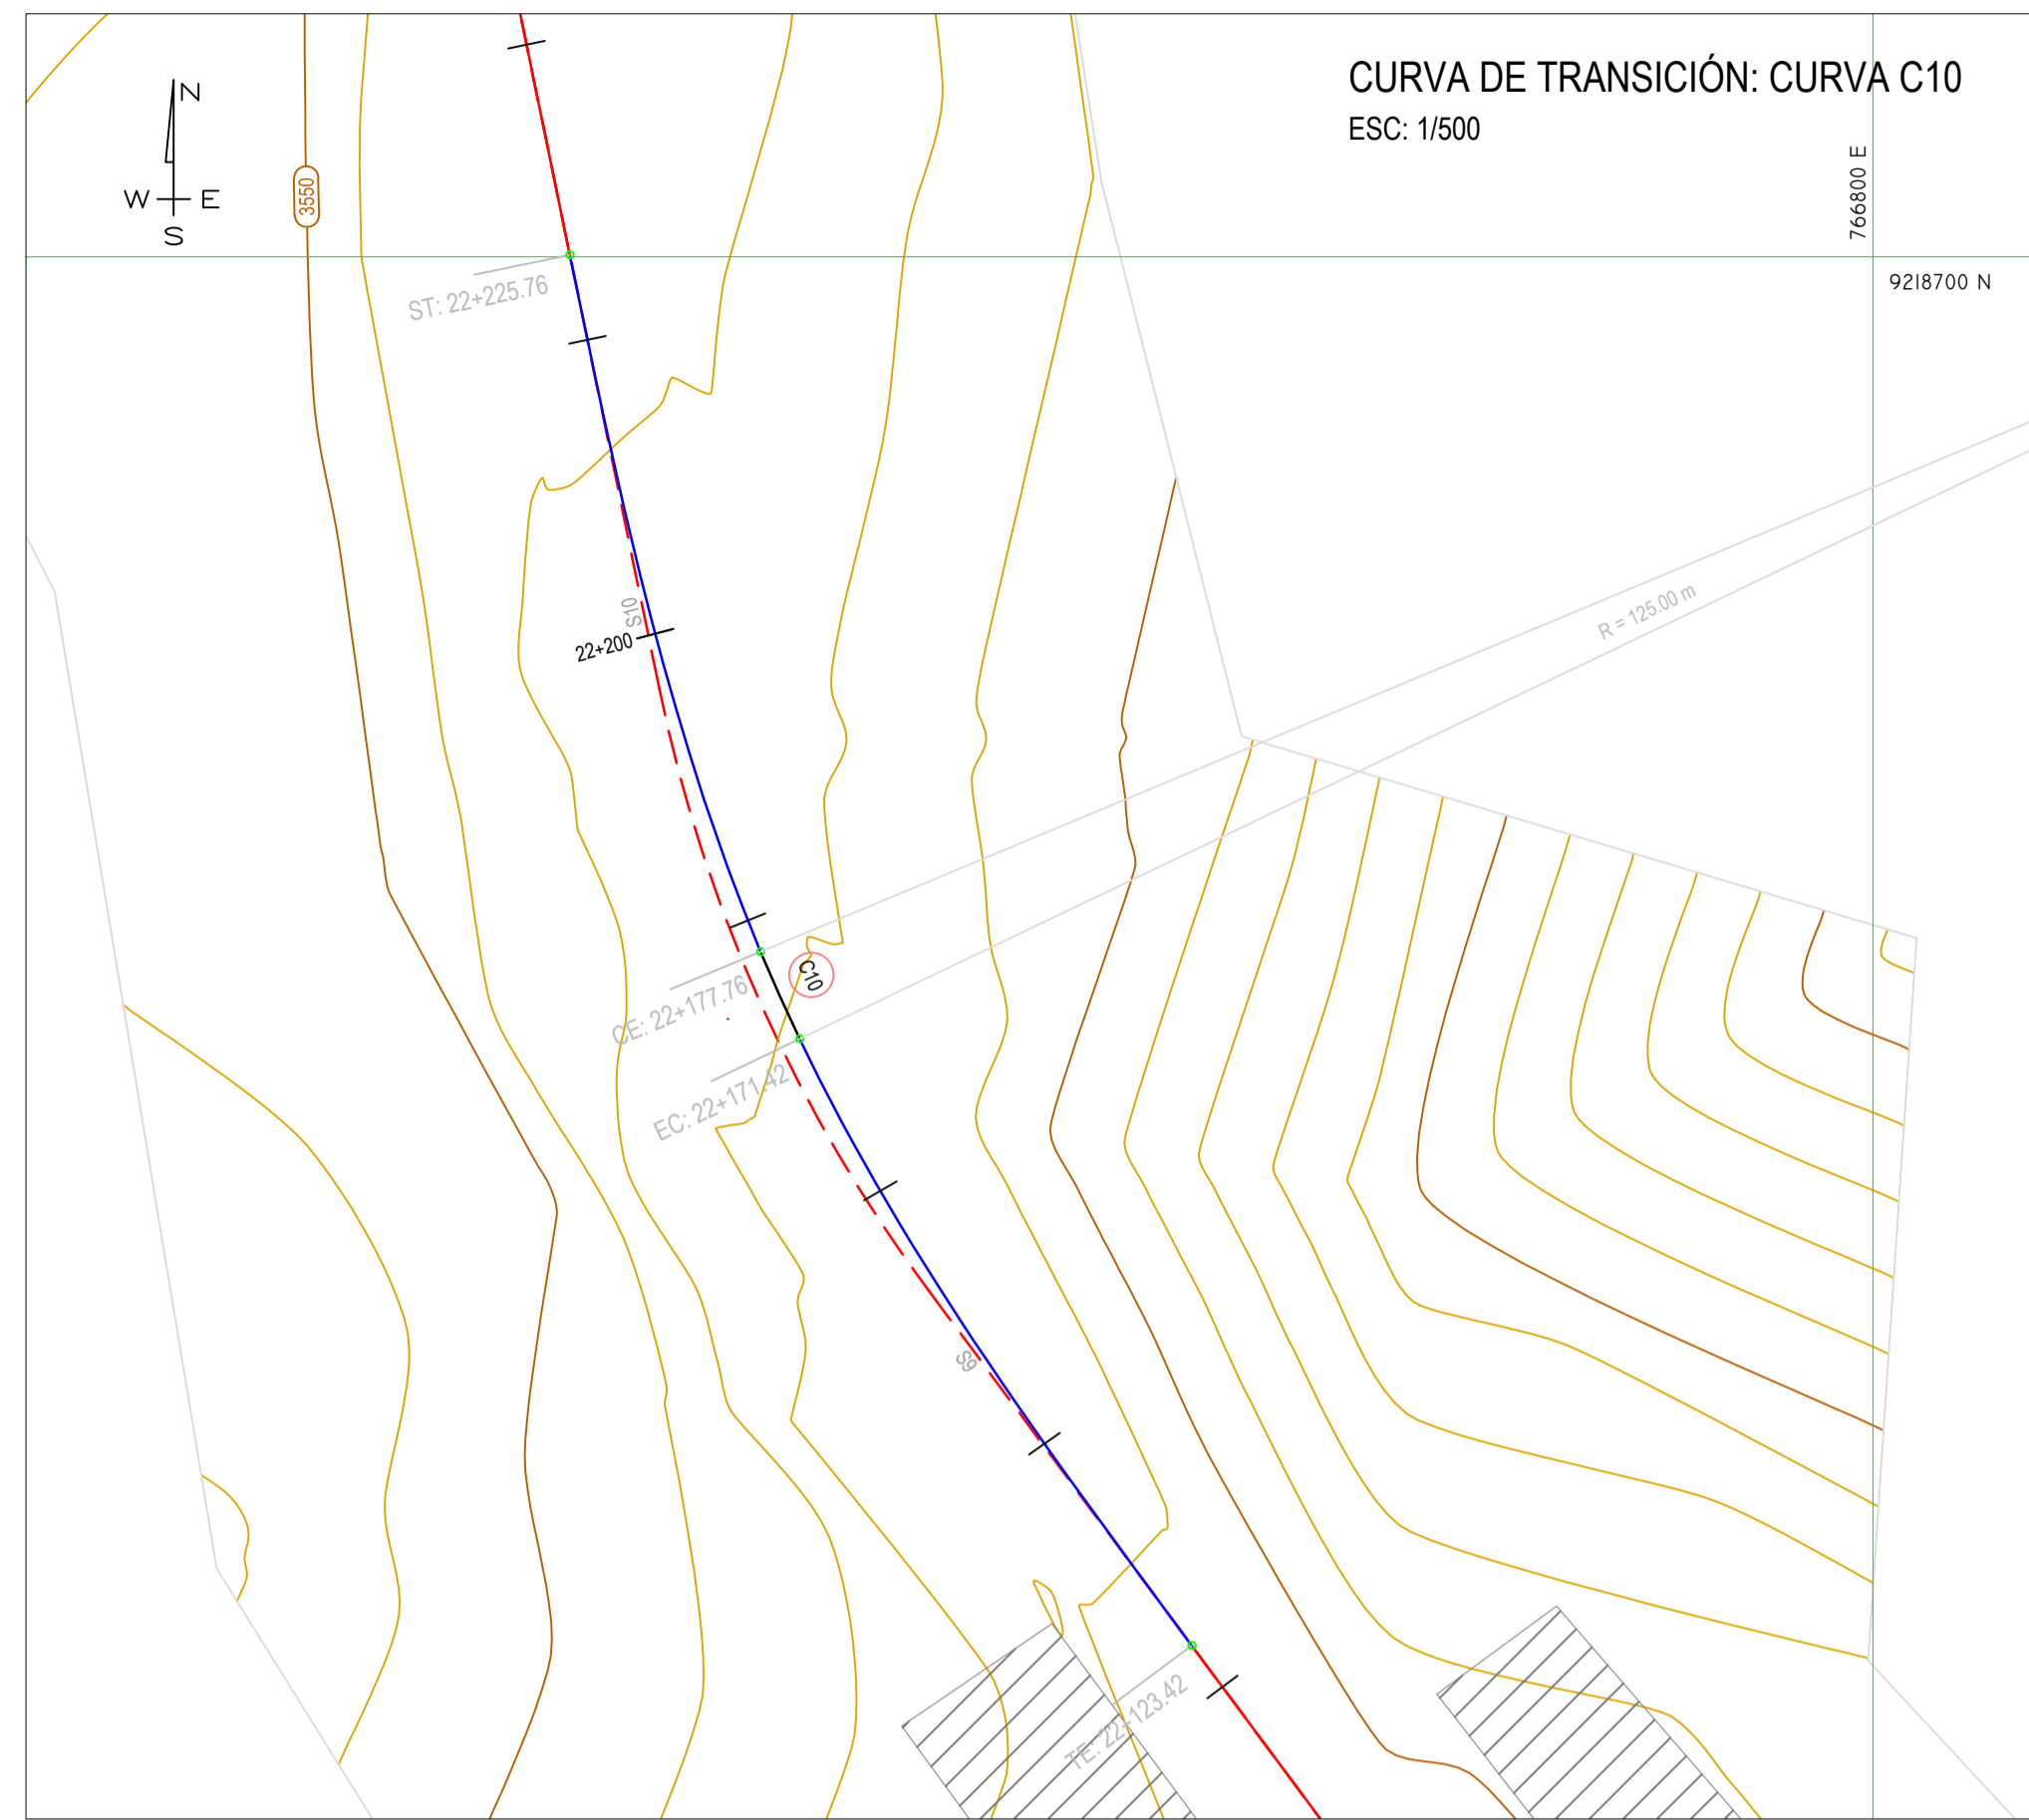 CURVA DE TRANSICIÓN: CURVA C10
ESC: 1/500
N
W E
S
3550
766800 E
9218700 N
ST: 22+225.76
S10
22+200
R = 125.00 m
C10
CE: 22+177.76
EC: 22+171.42
S9
TE: 22+123.42